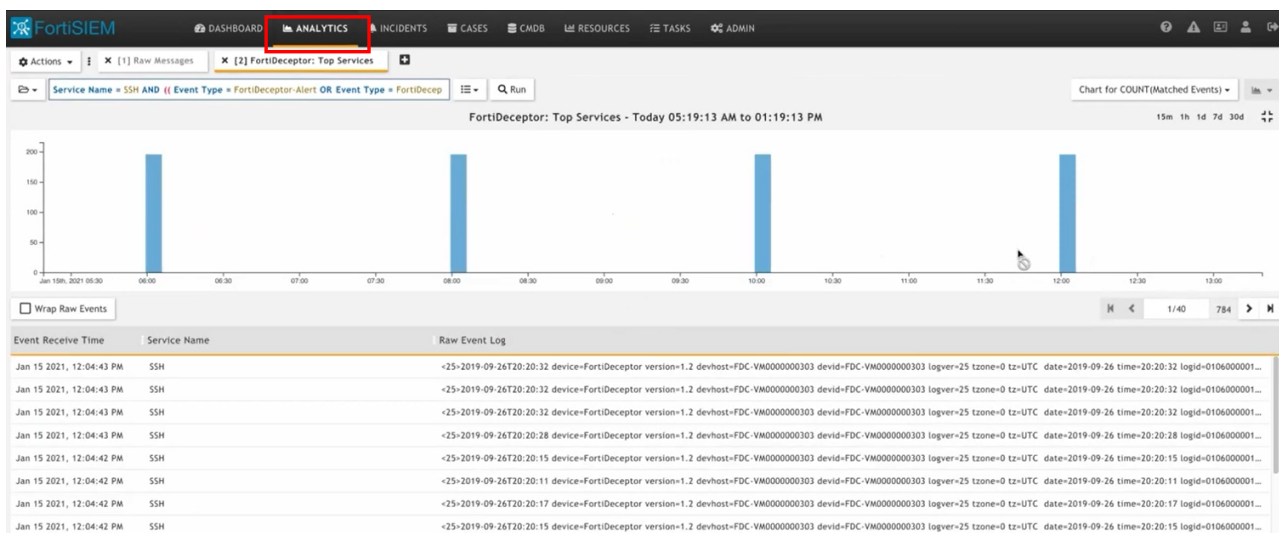 FortiSIEM DASHBOARD ANALYTICS INCIDENTS CASES CMDB RESOURCES TASKS ADMIN
Actions [1] Raw Messages [2] FortiDeceptor: Top Services
Service Name = SSH AND (( Event Type = FortiDeceptor-Alert OR Event Type = FortiDecep Run Chart for COUNT(Matched Events)
FortiDeceptor: Top Services - Today 05:19:13 AM to 01:19:13 PM 15m 1h 1d 7d 30d
200
150
100
50
0
Jan 15th, 2021 05:30 06:00 06:30 07:00 07:30 08:00 08:30 09:00 09:30 10:00 10:30 11:00 11:30 12:00 12:30 13:00
Wrap Raw Events 1/40 784
Event Receive Time Service Name Raw Event Log
Jan 15 2021, 12:04:43 PM SSH <25>2019-09-26T20:20:32 device=FortiDeceptor version=1.2 devhost=FDC-VM0000000303 devid=FDC-VM0000000303 logver=25 tzone=0 tz=UTC date=2019-09-26 time=20:20:32 logid=0106000001...
Jan 15 2021, 12:04:43 PM SSH <25>2019-09-26T20:20:32 device=FortiDeceptor version=1.2 devhost=FDC-VM0000000303 devid=FDC-VM0000000303 logver=25 tzone=0 tz=UTC date=2019-09-26 time=20:20:32 logid=0106000001...
Jan 15 2021, 12:04:43 PM SSH <25>2019-09-26T20:20:32 device=FortiDeceptor version=1.2 devhost=FDC-VM0000000303 devid=FDC-VM0000000303 logver=25 tzone=0 tz=UTC date=2019-09-26 time=20:20:32 logid=0106000001...
Jan 15 2021, 12:04:43 PM SSH <25>2019-09-26T20:20:28 device=FortiDeceptor version=1.2 devhost=FDC-VM0000000303 devid=FDC-VM0000000303 logver=25 tzone=0 tz=UTC date=2019-09-26 time=20:20:28 logid=0106000001...
Jan 15 2021, 12:04:42 PM SSH <25>2019-09-26T20:20:15 device=FortiDeceptor version=1.2 devhost=FDC-VM0000000303 devid=FDC-VM0000000303 logver=25 tzone=0 tz=UTC date=2019-09-26 time=20:20:15 logid=0106000001...
Jan 15 2021, 12:04:42 PM SSH <25>2019-09-26T20:20:11 device=FortiDeceptor version=1.2 devhost=FDC-VM0000000303 devid=FDC-VM0000000303 logver=25 tzone=0 tz=UTC date=2019-09-26 time=20:20:11 logid=0106000001...
Jan 15 2021, 12:04:42 PM SSH <25>2019-09-26T20:20:17 device=FortiDeceptor version=1.2 devhost=FDC-VM0000000303 devid=FDC-VM0000000303 logver=25 tzone=0 tz=UTC date=2019-09-26 time=20:20:17 logid=0106000001...
Jan 15 2021, 12:04:42 PM SSH <25>2019-09-26T20:20:15 device=FortiDeceptor version=1.2 devhost=FDC-VM0000000303 devid=FDC-VM0000000303 logver=25 tzone=0 tz=UTC date=2019-09-26 time=20:20:15 logid=0106000001...